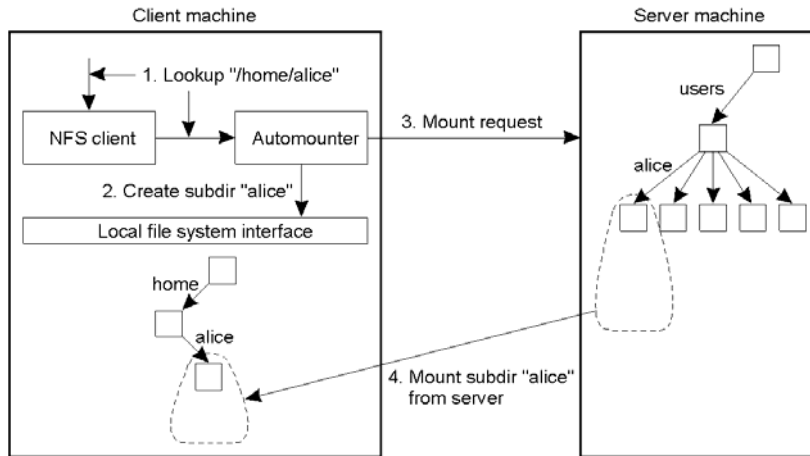 Client machine
Server machine
1. Lookup "/home/alice"
users
NFS client
Automounter
3. Mount request
alice
2. Create subdir "alice"
Local file system interface
home
alice
4. Mount subdir "alice"
from server